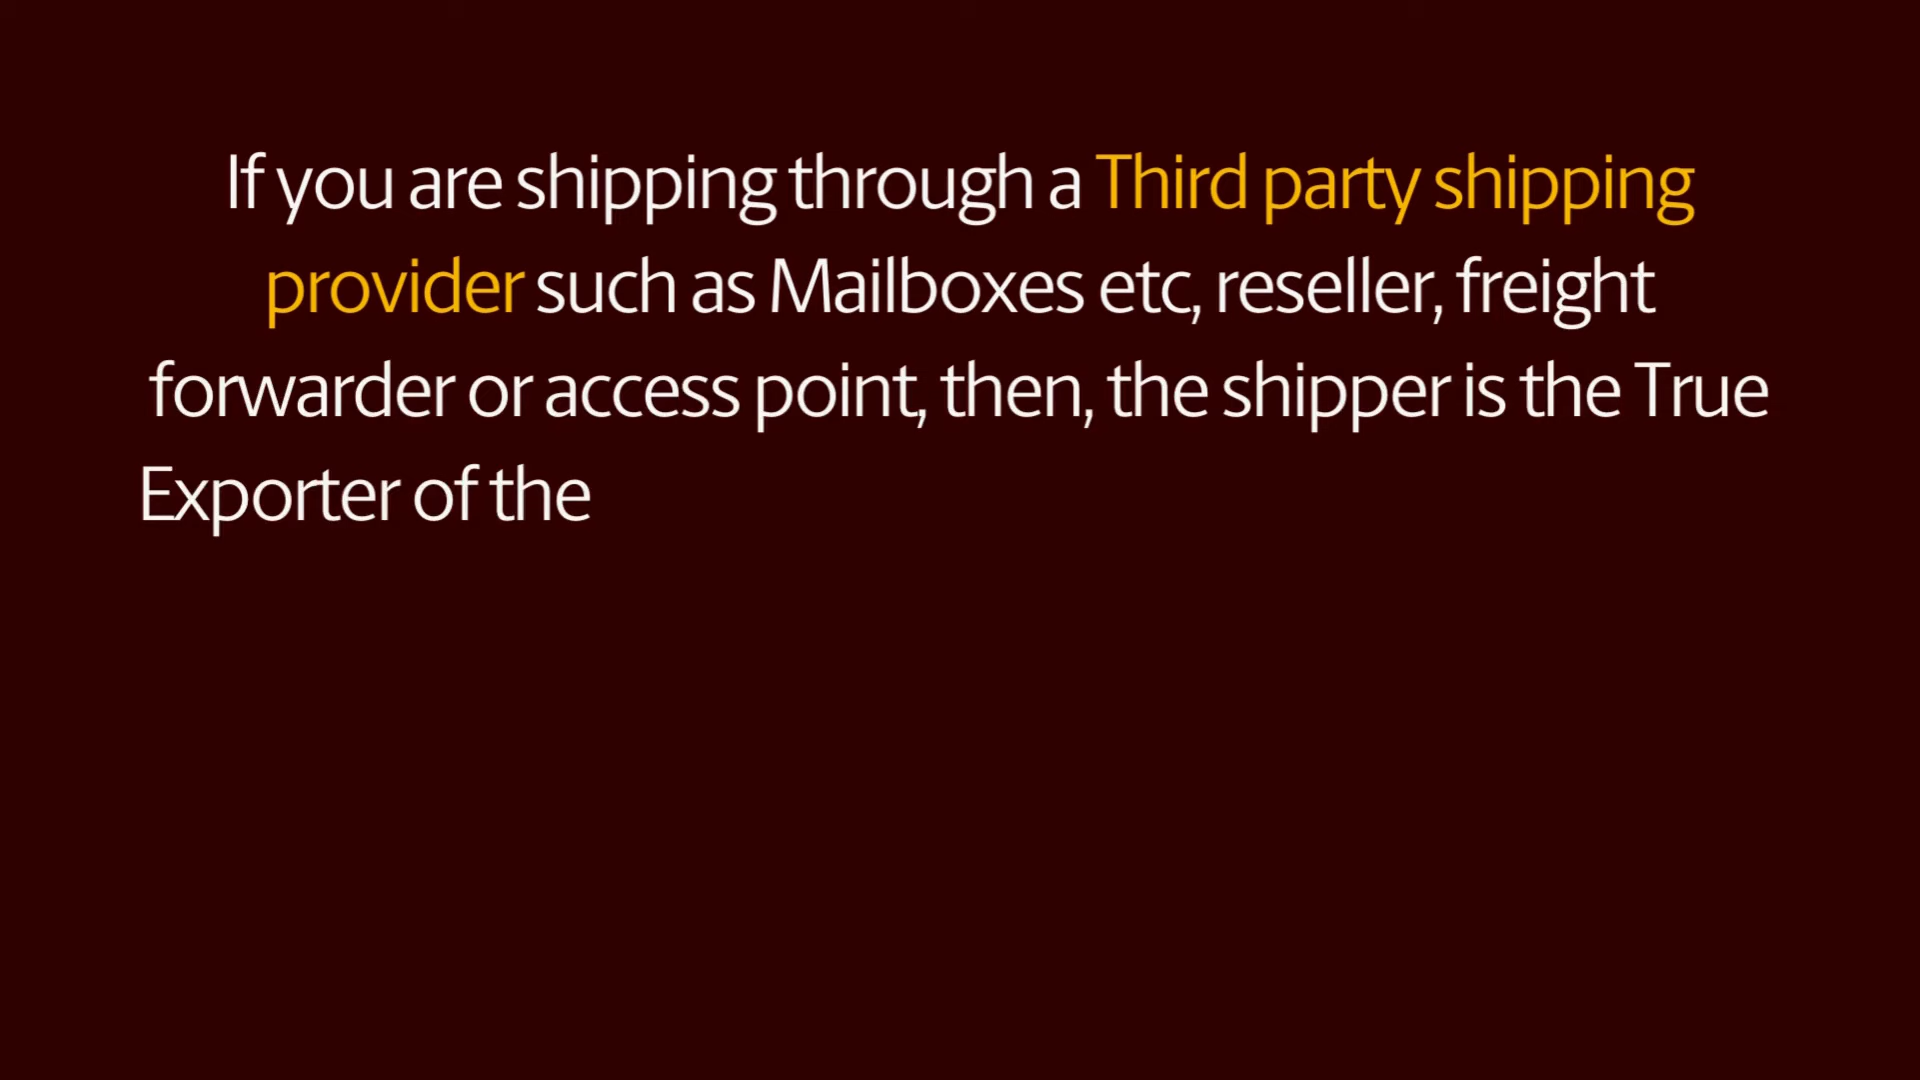 If you are shipping through a Third party shipping
provider such as Mailboxes etc, reseller, freight
forwarder or access point, then, the shipper is the True
Exporter of the